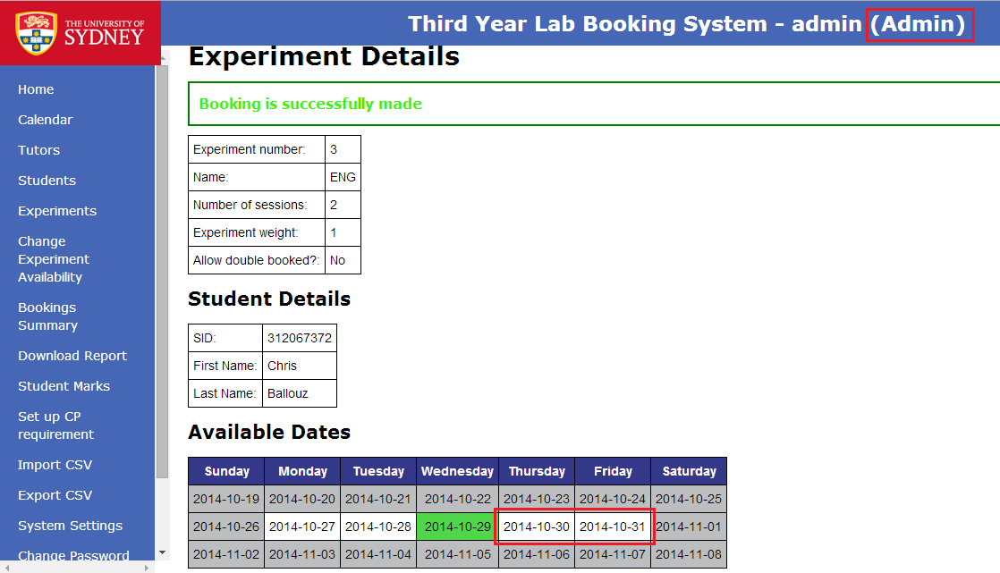 THE UNIVERSITY OF
SYDNEY
Third Year Lab Booking System - admin (Admin)
Home
Calendar
Tutors
Students
Experiments
Change
Experiment
Availability
Bookings
Summary
Download Report
Student Marks
Set up CP
requirement
Import CSV
Export CSV
System Settings
Change Password
Experiment Details
Booking is successfully made
Experiment number: 3
Name: ENG
Number of sessions: 2
Experiment weight: 1
Allow double booked?: No
Student Details
SID: 312067372
First Name: Chris
Last Name: Ballouz
Available Dates
Sunday Monday Tuesday Wednesday Thursday Friday Saturday
2014-10-19 2014-10-20 2014-10-21 2014-10-22 2014-10-23 2014-10-24 2014-10-25
2014-10-26 2014-10-27 2014-10-28 2014-10-29 2014-10-30 2014-10-31 2014-11-01
2014-11-02 2014-11-03 2014-11-04 2014-11-05 2014-11-06 2014-11-07 2014-11-08